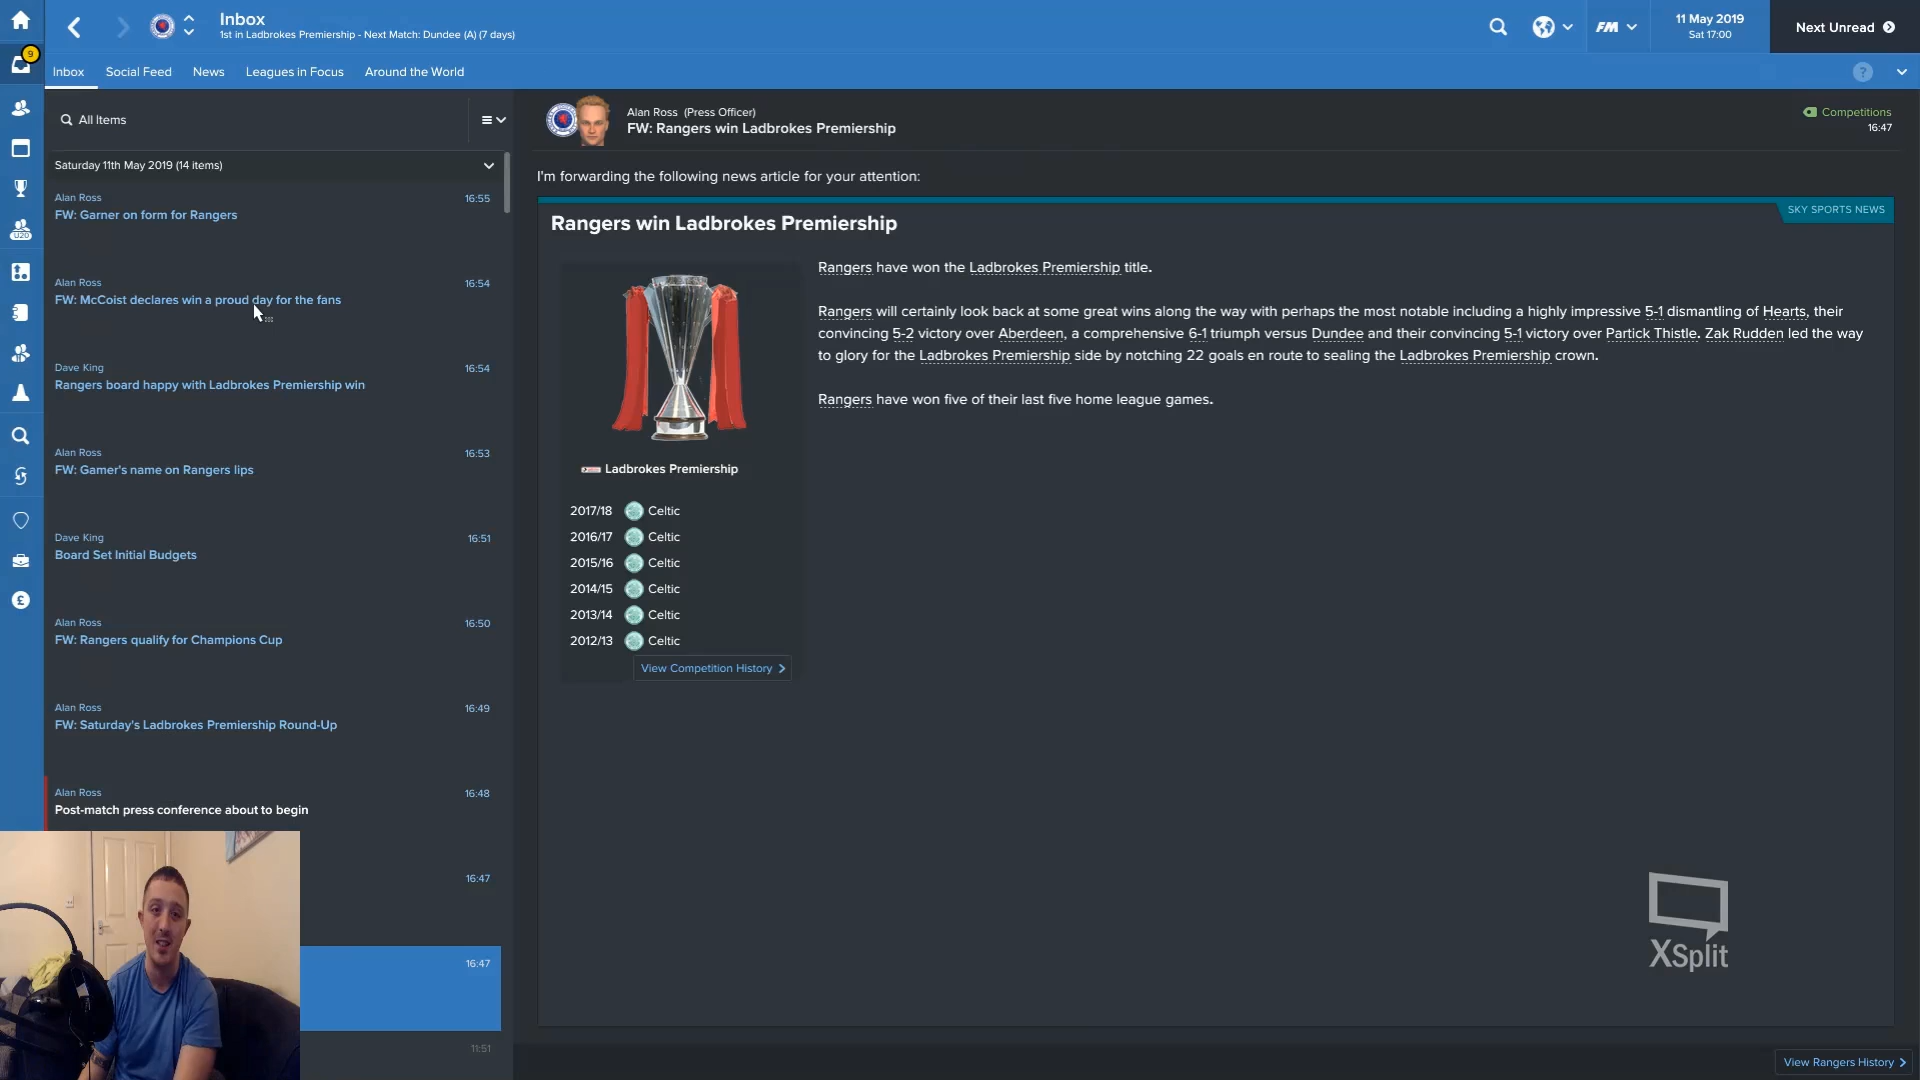 Inbox
1st in Ladbrokes Premiership - Next Match: Dundee (A) (7 days)
FM
11 May 2019
Sat 17:00
Next Unread
9
Inbox
Social Feed
News
Leagues in Focus
Around the World
?
All Items
Saturday 11th May 2019 (14 items)
Alan Ross
16:55
FW: Garner on form for Rangers
Alan Ross
16:54
FW: McCoist declares win a proud day for the fans
Dave King
16:54
Rangers board happy with Ladbrokes Premiership win
Alan Ross
16:53
FW: Gamer's name on Rangers lips
Dave King
16:51
Board Set Initial Budgets
Alan Ross
16:50
FW: Rangers qualify for Champions Cup
Alan Ross
16:49
FW: Saturday's Ladbrokes Premiership Round-Up
Alan Ross
16:48
Post-match press conference about to begin
16:47
16:47
11:51
U20
£
Alan Ross (Press Officer)
FW: Rangers win Ladbrokes Premiership
Competitions
16:47
I'm forwarding the following news article for your attention:
SKY SPORTS NEWS
Rangers win Ladbrokes Premiership
Ladbrokes Premiership
2017/18 Celtic
2016/17 Celtic
2015/16 Celtic
2014/15 Celtic
2013/14 Celtic
2012/13 Celtic
View Competition History
Rangers have won the Ladbrokes Premiership title.
Rangers will certainly look back at some great wins along the way with perhaps the most notable including a highly impressive 5-1 dismantling of Hearts, their
convincing 5-2 victory over Aberdeen, a comprehensive 6-1 triumph versus Dundee and their convincing 5-1 victory over Partick Thistle. Zak Rudden led the way
to glory for the Ladbrokes Premiership side by notching 22 goals en route to sealing the Ladbrokes Premiership crown.
Rangers have won five of their last five home league games.
XSplit
View Rangers History